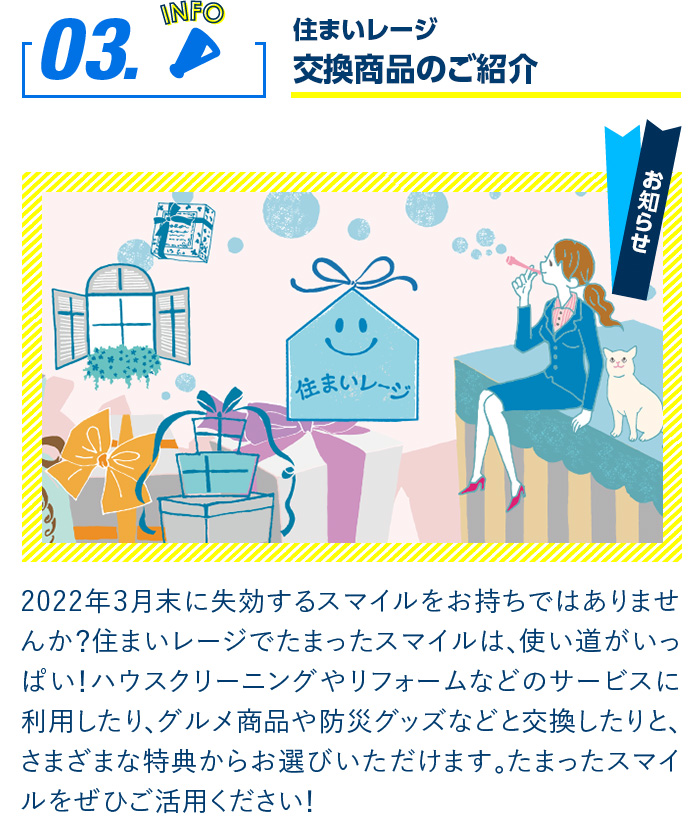 03.
INFO
住まいレージ
交換商品のご紹介
お知らせ
住まいレージ
2022年3月末に失効するスマイルをお持ちではありませ
んか?住まいレージでたまったスマイルは、使い道がいっ
ぱい!ハウスクリーニングやリフォームなどのサービスに
利用したり、グルメ商品や防災グッズなどと交換したりと、
さまざまな特典からお選びいただけます。たまったスマイ
ルをぜひご活用ください!